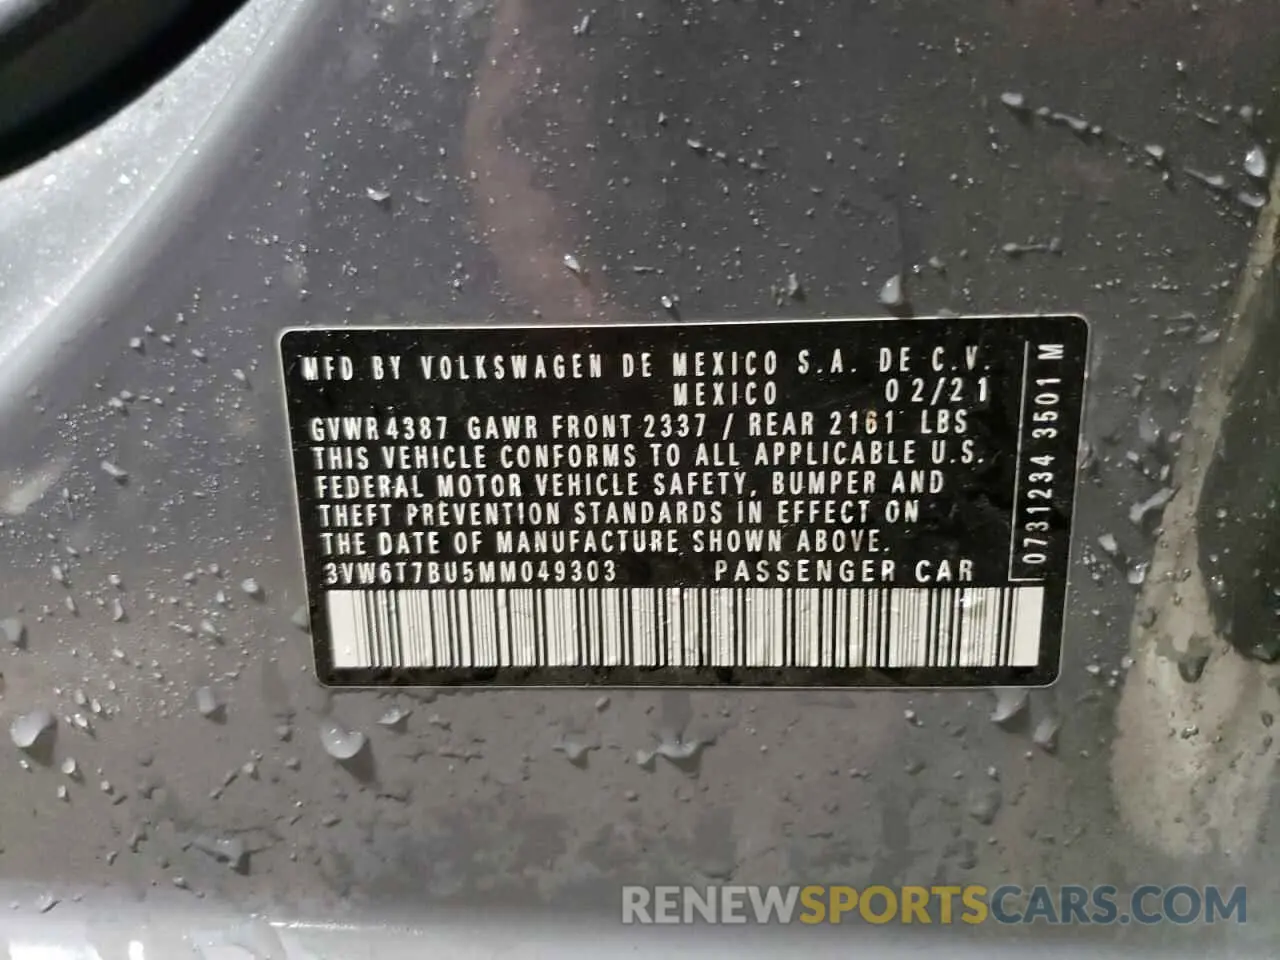 MFD BY VOLKSWAGEN DE MEXICO S.A. DE C.V.
MEXICO 02/21
GVWR 4387 GAWR FRONT 2337 / REAR 2161 LBS
THIS VEHICLE CONFORMS TO ALL APPLICABLE U.S.
FEDERAL MOTOR VEHICLE SAFETY, BUMPER AND
THEFT PREVENTION STANDARDS IN EFFECT ON
THE DATE OF MANUFACTURE SHOWN ABOVE.
3VW6T7BU5MM049303 PASSENGER CAR
0731234 3501 M
RENEWSPORTSCARS.COM